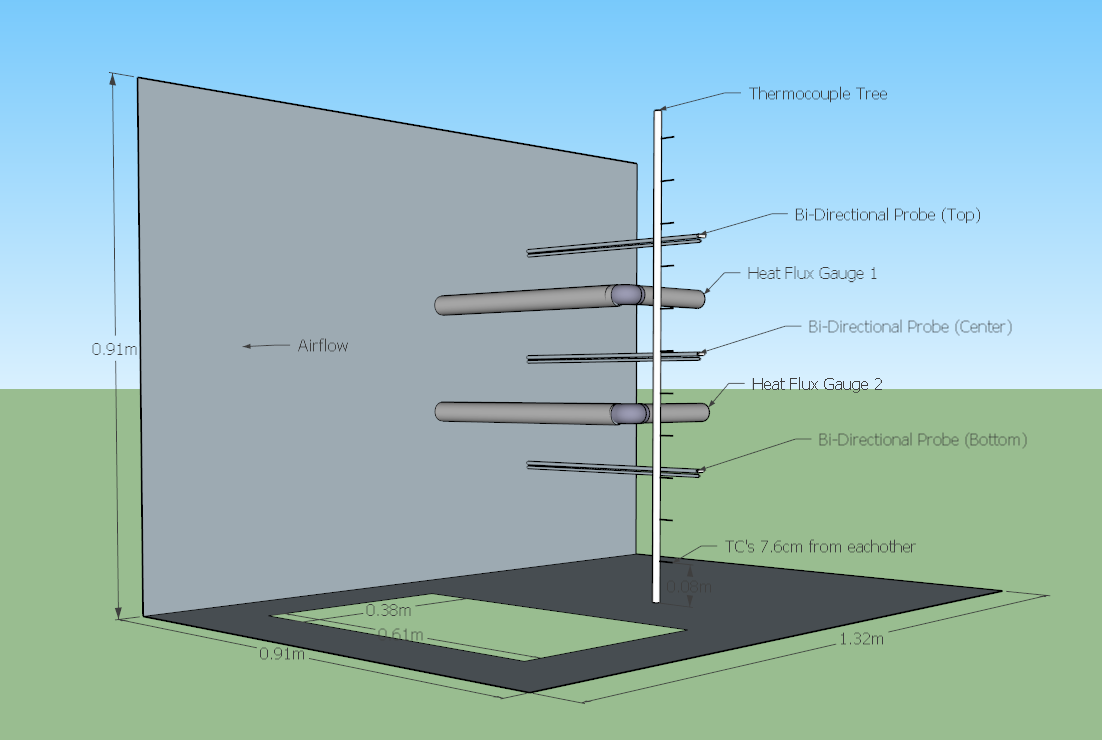 Thermocouple Tree
Bi-Directional Probe (Top)
Heat Flux Gauge 1
Bi-Directional Probe (Center)
0.91m
Airflow
Heat Flux Gauge 2
Bi-Directional Probe (Bottom)
TC's 7.6cm from eachother
0.08m
0.38m
0.61m
1.32m
0.91m